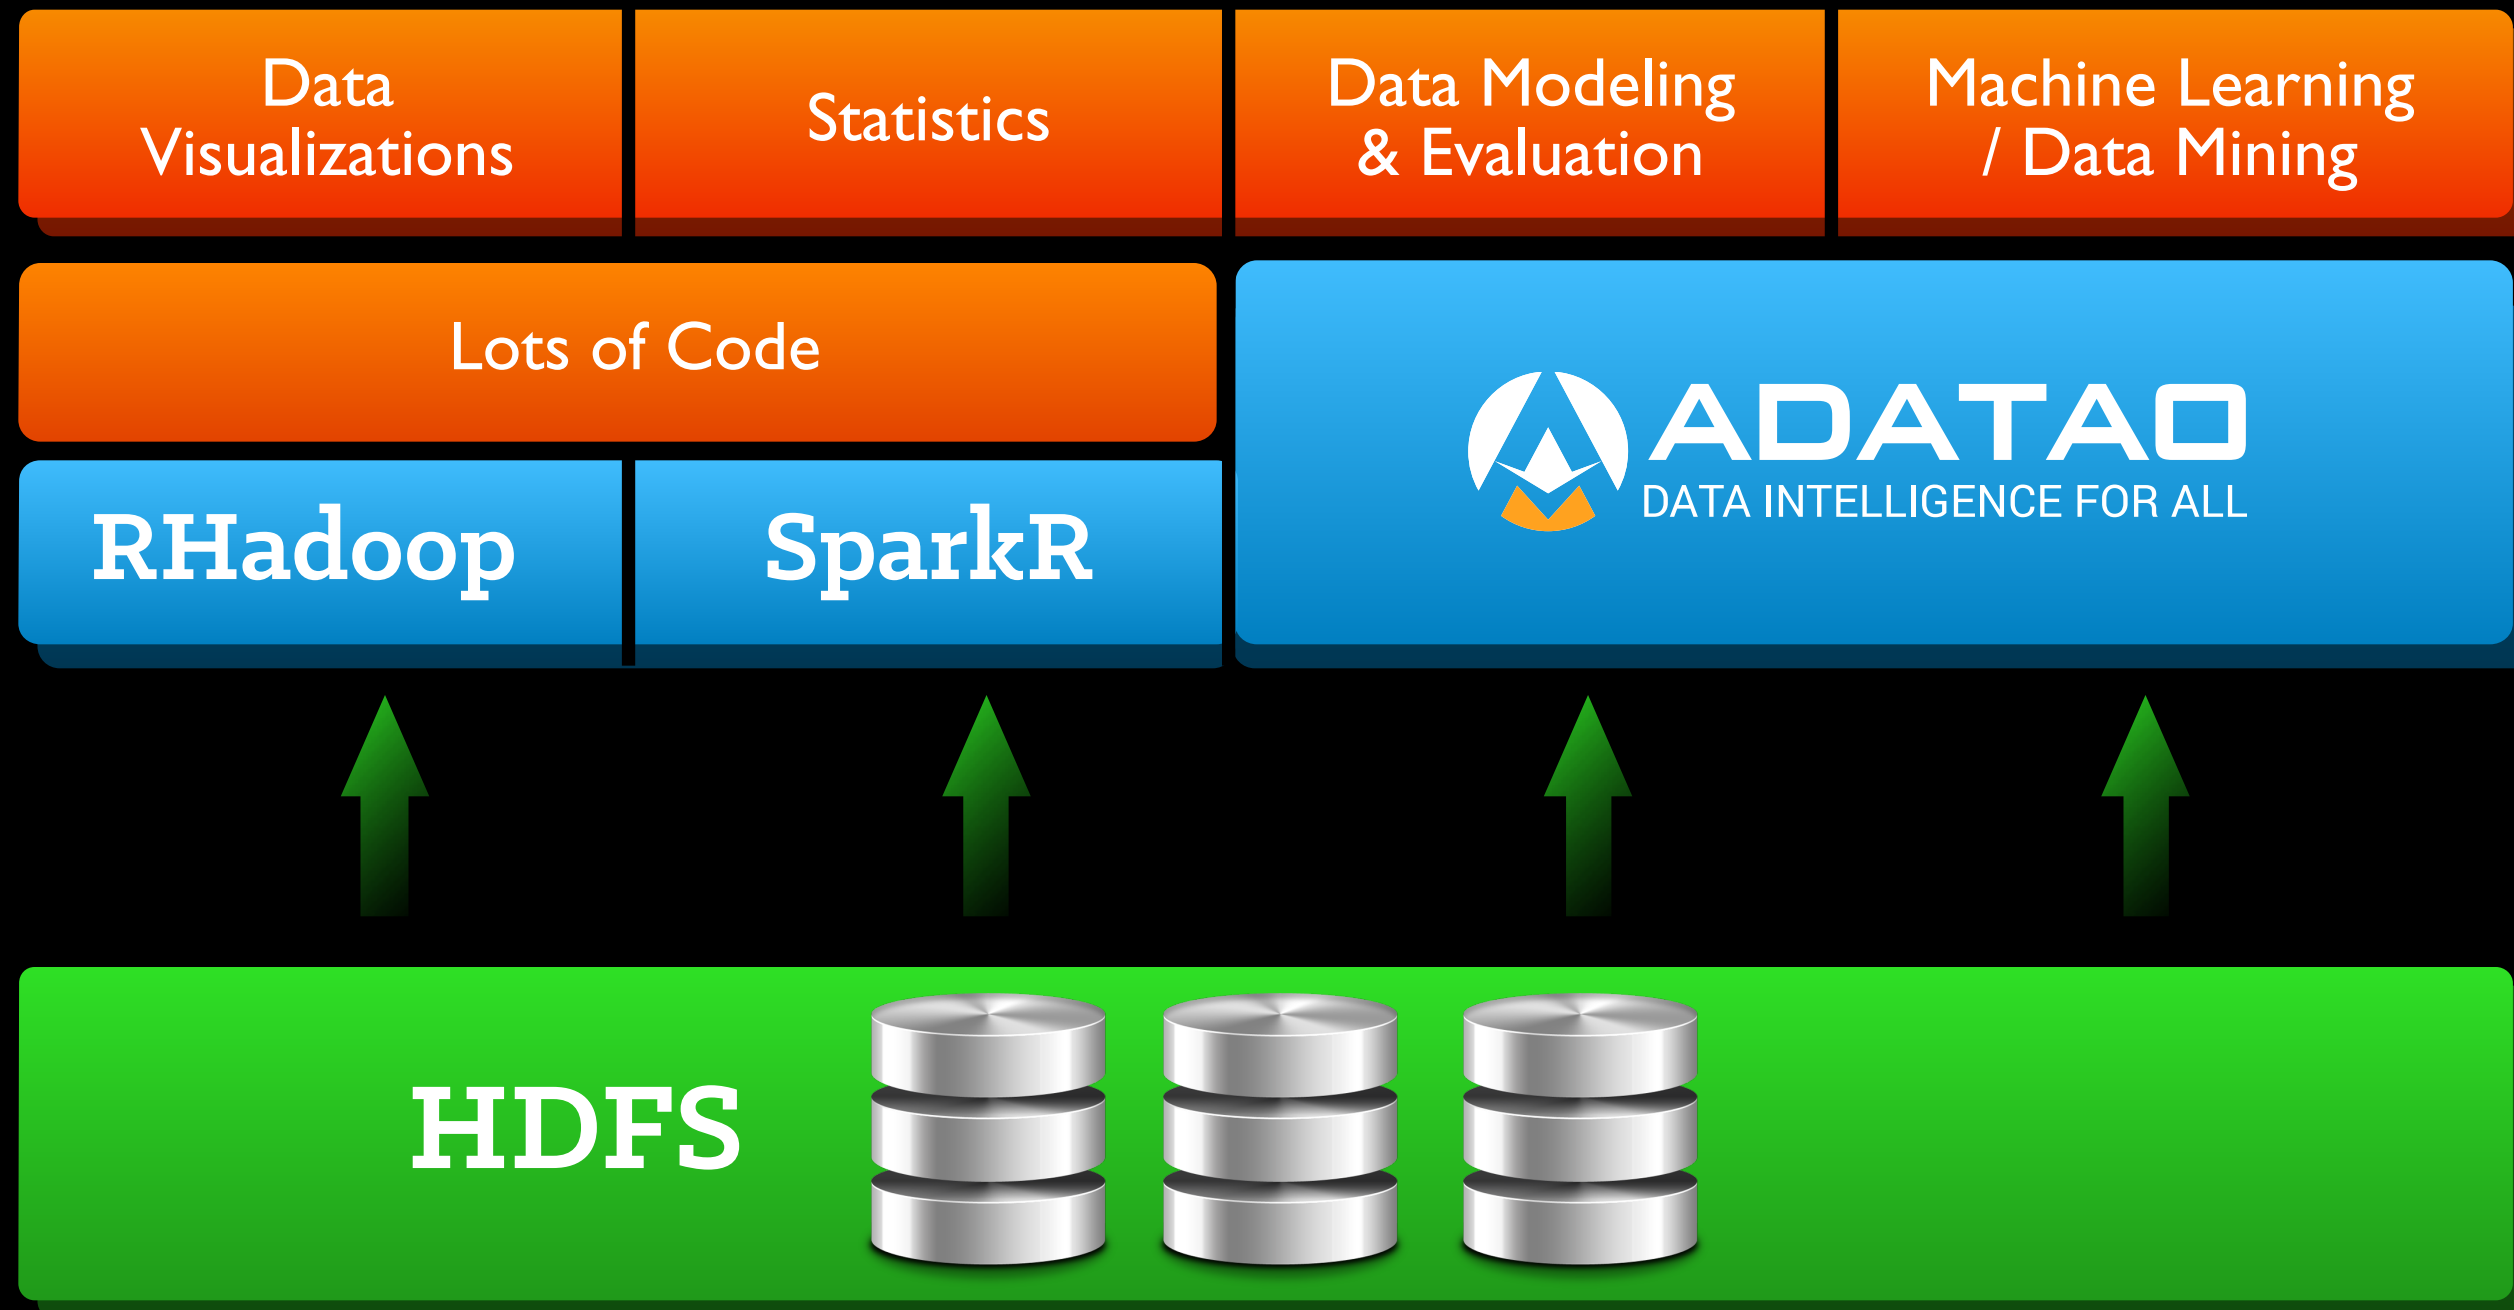 Data
Visualizations
Statistics
Data Modeling
& Evaluation
Machine Learning
/ Data Mining
Lots of Code
ADATAO
DATA INTELLIGENCE FOR ALL
RHadoop
SparkR
HDFS